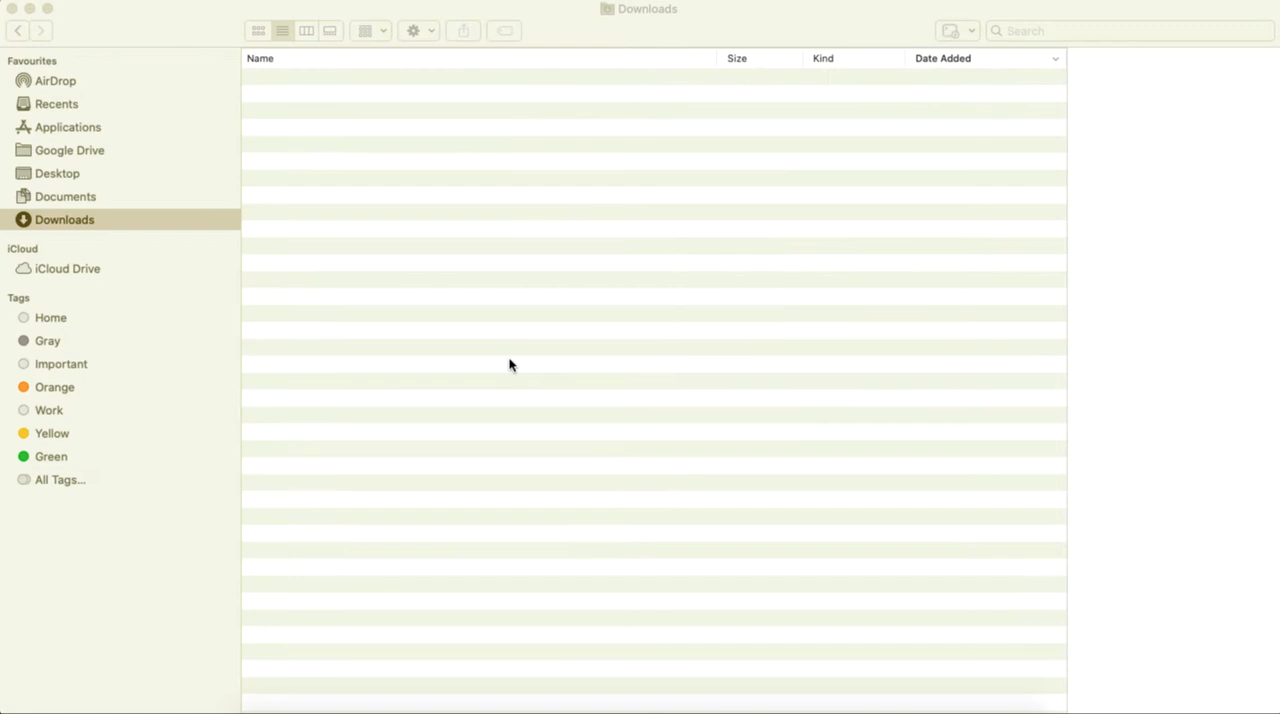 Downloads
Search
Favourites
AirDrop
Recents
Applications
Google Drive
Desktop
Documents
Downloads
iCloud
iCloud Drive
Tags
Home
Gray
Important
Orange
Work
Yellow
Green
All Tags...
Name Size Kind Date Added